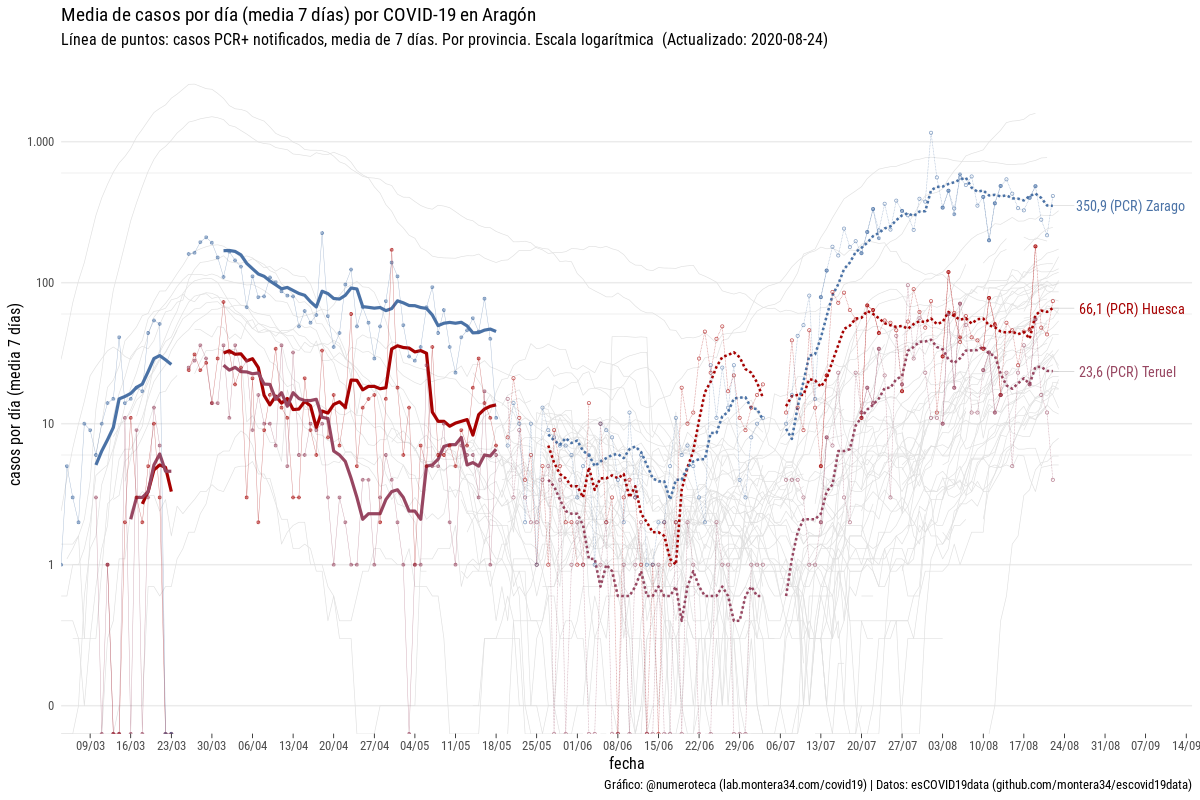 Media de casos por día (media 7 días) por COVID-19 en Aragón
Línea de puntos: casos PCR+ notificados, media de 7 días. Por provincia. Escala logarítmica (Actualizado: 2020-08-24)
casos por día (media 7 días)
1.000
100
10
1
0
350,9 (PCR) Zarago
66,1 (PCR) Huesca
23,6 (PCR) Teruel
09/03 16/03 23/03 30/03 06/04 13/04 20/04 27/04 04/05 11/05 18/05 25/05 01/06 08/06 15/06 22/06 29/06 06/07 13/07 20/07 27/07 03/08 10/08 17/08 24/08 31/08 07/09 14/09
fecha
Gráfico: @numeroteca (lab.montera34.com/covid19) | Datos: esCOVID19data (github.com/montera34/escovid19data)